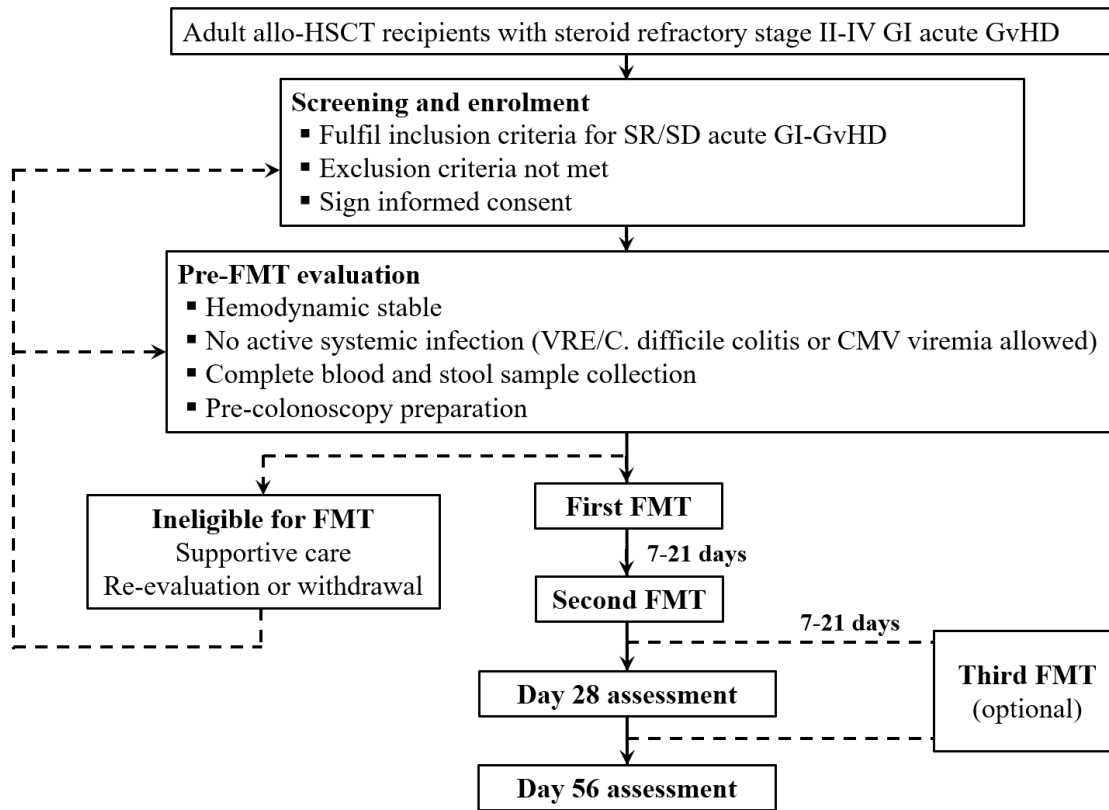 Adult allo-HSCT recipients with steroid refractory stage II-IV GI acute GvHD
Screening and enrolment
▪ Fulfil inclusion criteria for SR/SD acute GI-GvHD
▪ Exclusion criteria not met
▪ Sign informed consent
Pre-FMT evaluation
▪ Hemodynamic stable
▪ No active systemic infection (VRE/C. difficile colitis or CMV viremia allowed)
▪ Complete blood and stool sample collection
▪ Pre-colonoscopy preparation
Ineligible for FMT
Supportive care
Re-evaluation or withdrawal
First FMT
7-21 days
Second FMT
7-21 days
Third FMT
(optional)
Day 28 assessment
Day 56 assessment